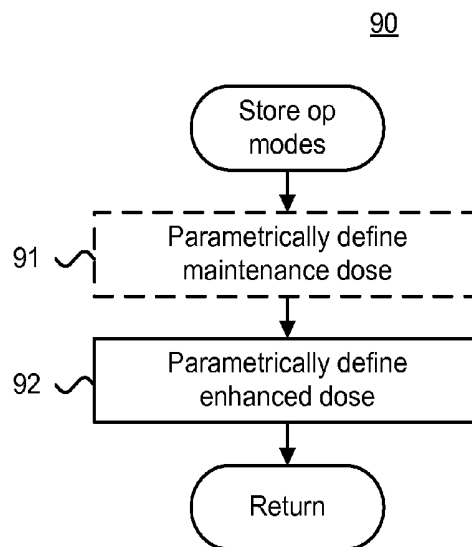 90
Store op
modes
91
Parametrically define
maintenance dose
92
Parametrically define
enhanced dose
Return